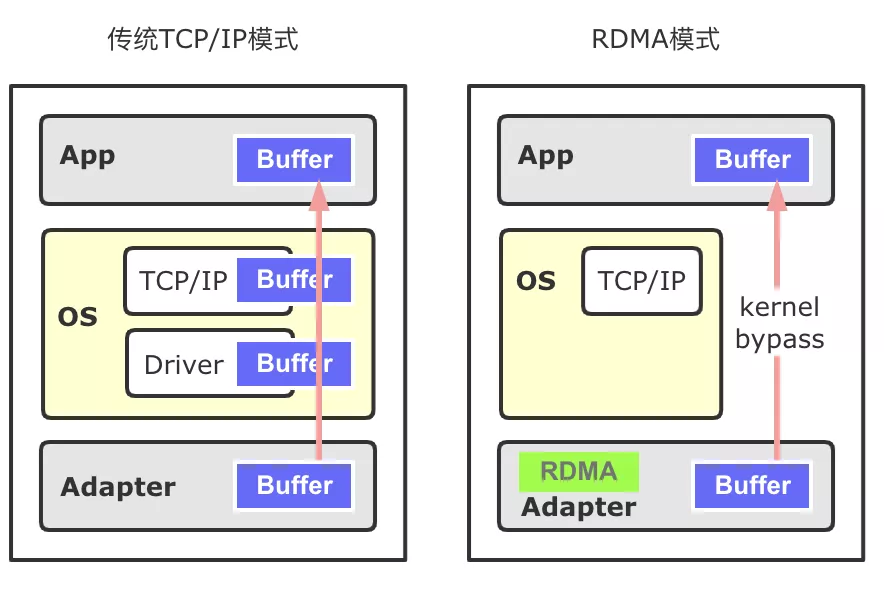 传统TCP/IP模式
App
Buffer
OS
TCP/IP
Buffer
Driver
Buffer
Adapter
Buffer
RDMA模式
App
Buffer
OS
TCP/IP
kernel
bypass
RDMA
Adapter
Buffer